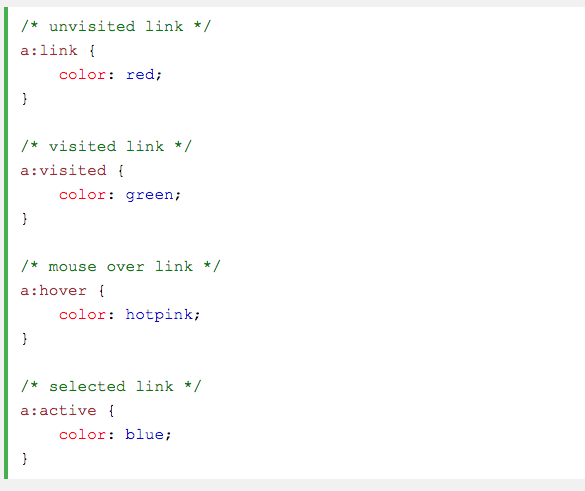 /* unvisited link */
a:link {
    color: red;
}

/* visited link */
a:visited {
    color: green;
}

/* mouse over link */
a:hover {
    color: hotpink;
}

/* selected link */
a:active {
    color: blue;
}